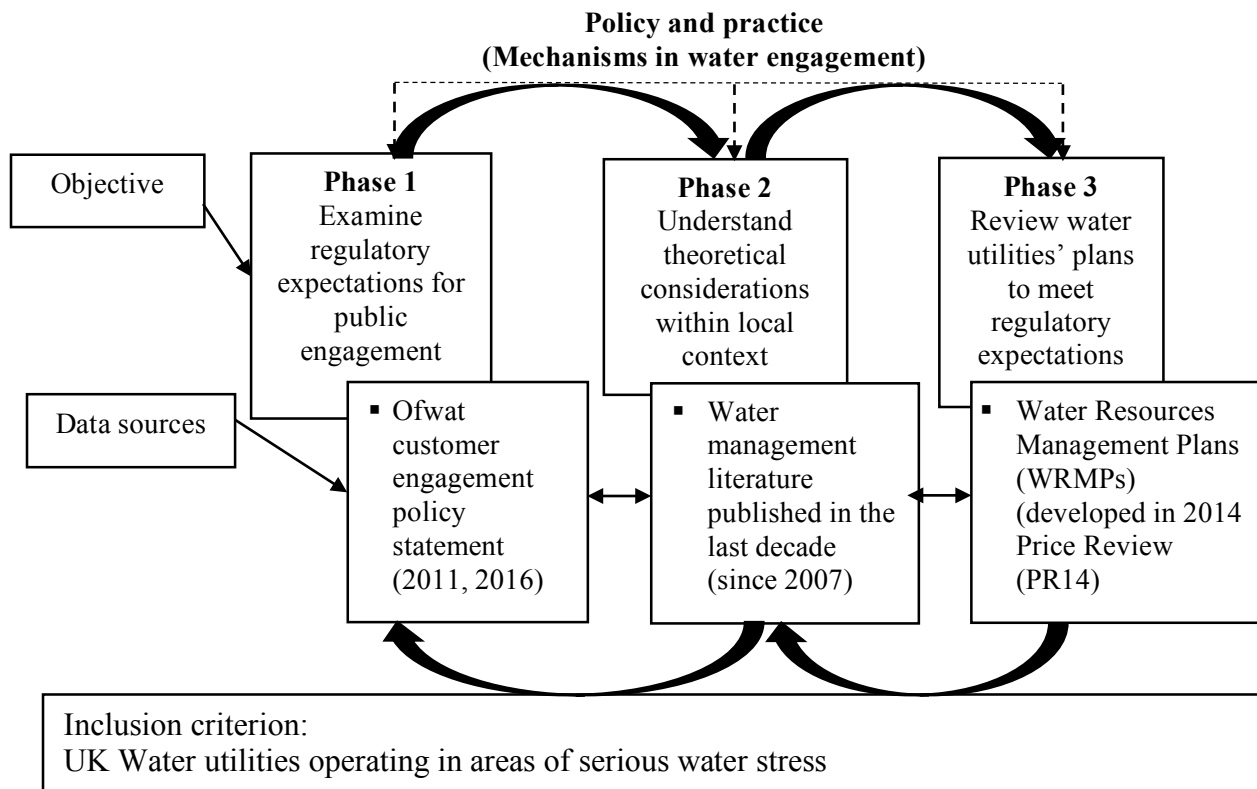 Policy and practice
(Mechanisms in water engagement)
Objective
Phase 1
Examine
regulatory
expectations for
public
engagement
Phase 2
Understand
theoretical
considerations
within local
context
Phase 3
Review water
utilities’ plans
to meet
regulatory
expectations
Data sources
▪ Ofwat
customer
engagement
policy
statement
(2011, 2016)
▪ Water
management
literature
published in the
last decade
(since 2007)
▪ Water Resources
Management Plans
(WRMPs)
(developed in 2014
Price Review
(PR14)
Inclusion criterion:
UK Water utilities operating in areas of serious water stress